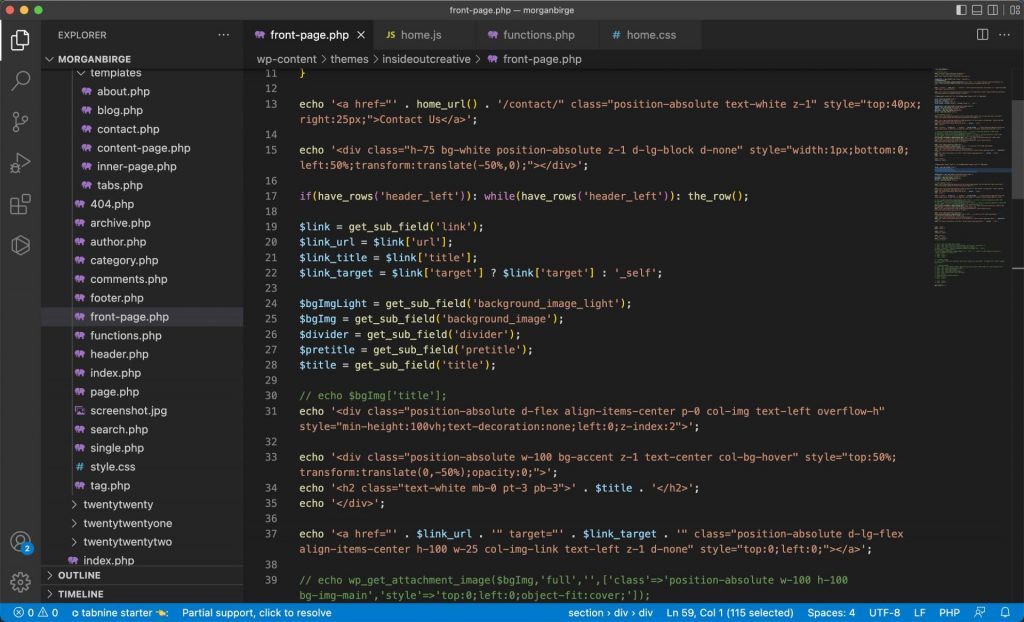 front-page.php — morganbirge
EXPLORER
MORGANBIRGE
templates
about.php
blog.php
contact.php
content-page.php
inner-page.php
tabs.php
404.php
archive.php
author.php
category.php
comments.php
footer.php
front-page.php
functions.php
header.php
index.php
page.php
screenshot.jpg
search.php
single.php
# style.css
tag.php
twentytwenty
twentytwentyone
twentytwentytwo
index.php
OUTLINE
TIMELINE
2
front-page.php
JS home.js
functions.php
# home.css
wp-content > themes > insideoutcreative > front-page.php
11 }
12
13 echo '<a href="' . home_url() . '/contact/" class="position-absolute text-white z-1" style="top:40px;
right:25px;">Contact Us</a>';
14
15 echo '<div class="h-75 bg-white position-absolute z-1 d-lg-block d-none" style="width:1px;bottom:0;
left:50%;transform:translate(-50%,0);"></div>';
16
17 if(have_rows('header_left')): while(have_rows('header_left')): the_row();
18
19 $link = get_sub_field('link');
20 $link_url = $link['url'];
21 $link_title = $link['title'];
22 $link_target = $link['target'] ? $link['target'] : '_self';
23
24 $bgImgLight = get_sub_field('background_image_light');
25 $bgImg = get_sub_field('background_image');
26 $divider = get_sub_field('divider');
27 $pretitle = get_sub_field('pretitle');
28 $title = get_sub_field('title');
29
30 // echo $bgImg['title'];
31 echo '<div class="position-absolute d-flex align-items-center p-0 col-img text-left overflow-h"
style="min-height:100vh;text-decoration:none;left:0;z-index:2">';
32
33 echo '<div class="position-absolute w-100 bg-accent z-1 text-center col-bg-hover" style="top:50%;
transform:translate(0,-50%);opacity:0;">';
34 echo '<h2 class="text-white mb-0 pt-3 pb-3">' . $title . '</h2>';
35 echo '</div>';
36
37 echo '<a href="' . $link_url . '" target="' . $link_target . '" class="position-absolute d-lg-flex
align-items-center h-100 w-25 col-img-link text-left z-1 d-none" style="top:0;left:0;"></a>';
38
39 // echo wp_get_attachment_image($bgImg,'full','',['class'=>'position-absolute w-100 h-100
bg-img-main','style'=>'top:0;left:0;object-fit:cover;']);
0 0 tabnine starter Partial support, click to resolve section > div > div Ln 59, Col 1 (115 selected) Spaces: 4 UTF-8 LF PHP